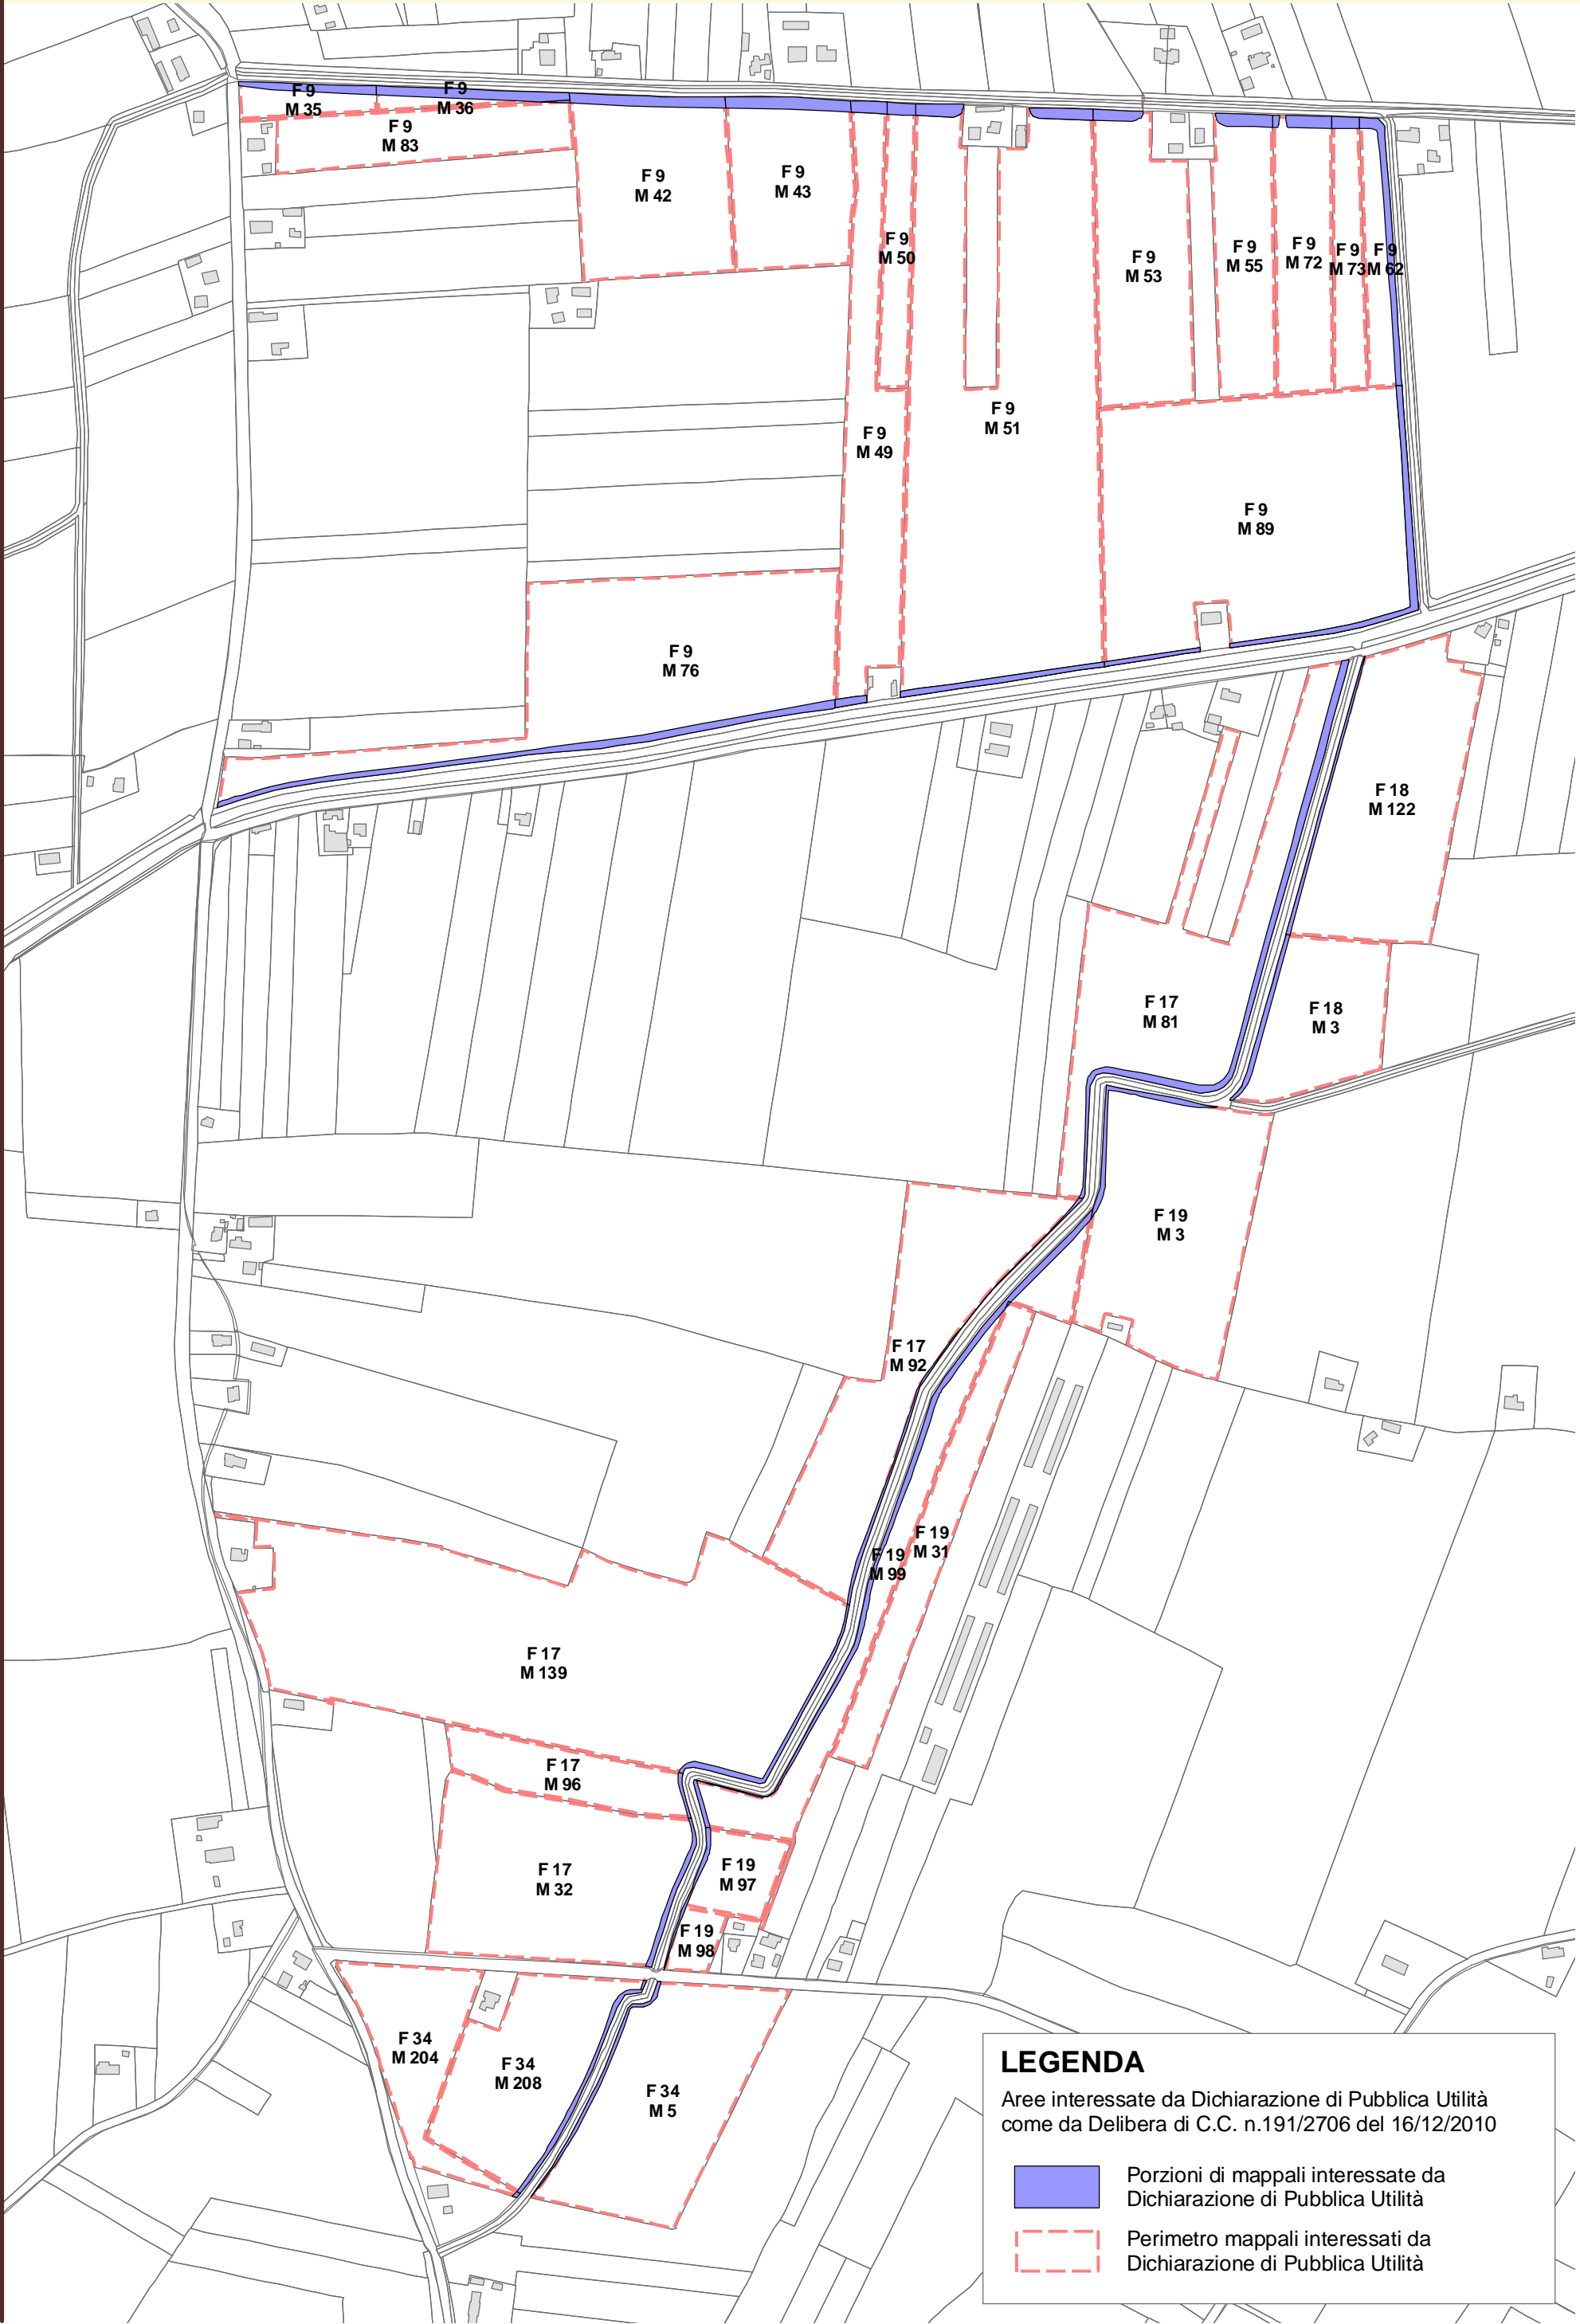 F 9
M 35
F 9
M 36
F 9
M 83
F 9
M 42
F 9
M 43
F 9
M 50
F 9
M 53
F 9
M 55
F 9
M 72
F 9
M 73
F 9
M 62
F 9
M 49
F 9
M 51
F 9
M 89
F 9
M 76
F 18
M 122
F 17
M 81
F 18
M 3
F 19
M 3
F 17
M 92
F 19
M 31
F 19
M 99
F 17
M 139
F 17
M 96
F 17
M 32
F 19
M 97
F 19
M 98
F 34
M 204
F 34
M 208
F 34
M 5
LEGENDA
Aree interessate da Dichiarazione di Pubblica Utilità
come da Delibera di C.C. n.191/2706 del 16/12/2010
Porzioni di mappali interessate da
Dichiarazione di Pubblica Utilità
Perimetro mappali interessati da
Dichiarazione di Pubblica Utilità